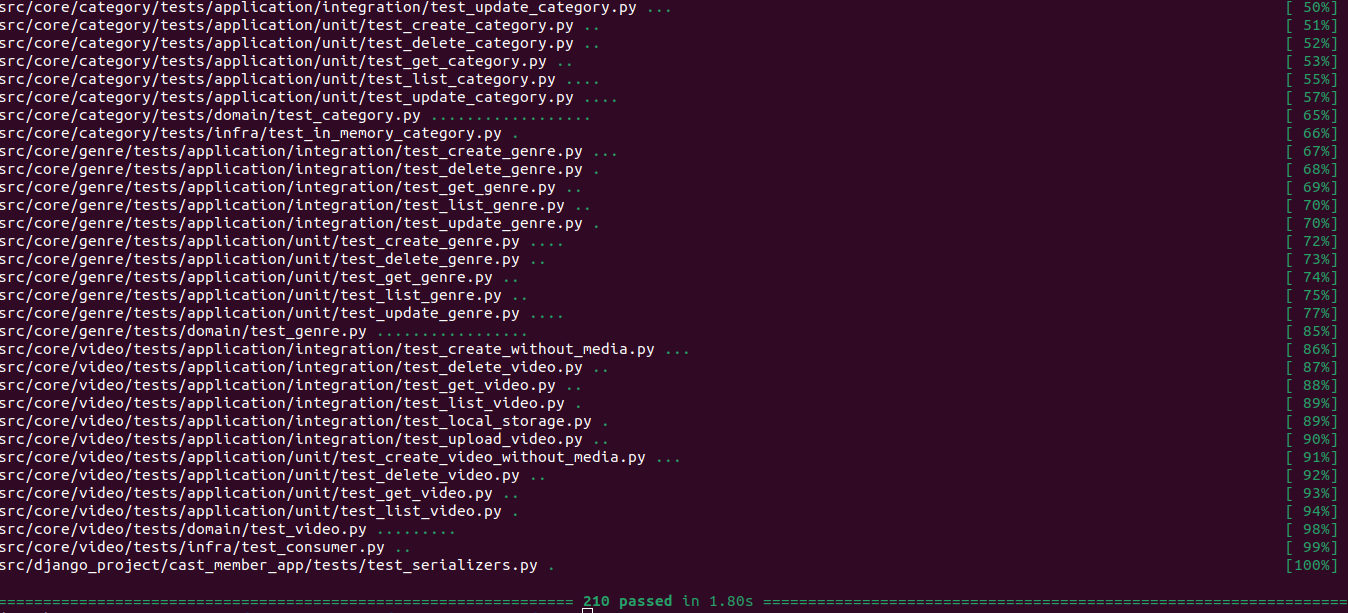 src/core/category/tests/application/integration/test_update_category.py ... [ 50%]
src/core/category/tests/application/unit/test_create_category.py .. [ 51%]
src/core/category/tests/application/unit/test_delete_category.py .. [ 52%]
src/core/category/tests/application/unit/test_get_category.py .. [ 53%]
src/core/category/tests/application/unit/test_list_category.py .... [ 55%]
src/core/category/tests/application/unit/test_update_category.py .... [ 57%]
src/core/category/tests/domain/test_category.py .................. [ 65%]
src/core/category/tests/infra/test_in_memory_category.py . [ 66%]
src/core/genre/tests/application/integration/test_create_genre.py ... [ 67%]
src/core/genre/tests/application/integration/test_delete_genre.py . [ 68%]
src/core/genre/tests/application/integration/test_get_genre.py .. [ 69%]
src/core/genre/tests/application/integration/test_list_genre.py .. [ 70%]
src/core/genre/tests/application/integration/test_update_genre.py . [ 70%]
src/core/genre/tests/application/unit/test_create_genre.py .... [ 72%]
src/core/genre/tests/application/unit/test_delete_genre.py .. [ 73%]
src/core/genre/tests/application/unit/test_get_genre.py .. [ 74%]
src/core/genre/tests/application/unit/test_list_genre.py .. [ 75%]
src/core/genre/tests/application/unit/test_update_genre.py .... [ 77%]
src/core/genre/tests/domain/test_genre.py ................. [ 85%]
src/core/video/tests/application/integration/test_create_without_media.py ... [ 86%]
src/core/video/tests/application/integration/test_delete_video.py .. [ 87%]
src/core/video/tests/application/integration/test_get_video.py .. [ 88%]
src/core/video/tests/application/integration/test_list_video.py . [ 89%]
src/core/video/tests/application/integration/test_local_storage.py . [ 89%]
src/core/video/tests/application/integration/test_upload_video.py .. [ 90%]
src/core/video/tests/application/unit/test_create_video_without_media.py ... [ 91%]
src/core/video/tests/application/unit/test_delete_video.py .. [ 92%]
src/core/video/tests/application/unit/test_get_video.py .. [ 93%]
src/core/video/tests/application/unit/test_list_video.py . [ 94%]
src/core/video/tests/domain/test_video.py ......... [ 98%]
src/core/video/tests/infra/test_consumer.py .. [ 99%]
src/django_project/cast_member_app/tests/test_serializers.py . [100%]
================================================================ 210 passed in 1.80s =================================================================